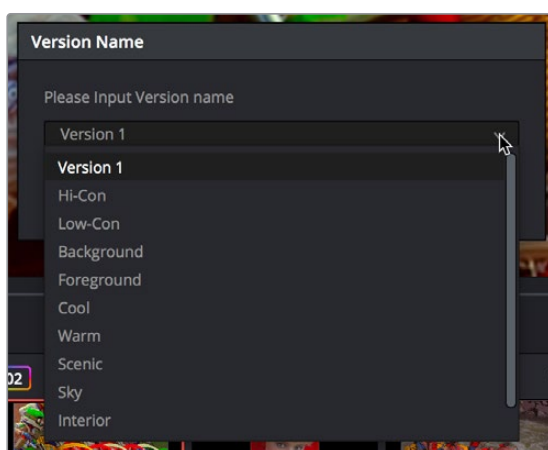 Version Name
Please Input Version name
Version 1
Version 1
Hi-Con
Low-Con
Background
Foreground
Cool
Warm
Scenic
02
Sky
Interior